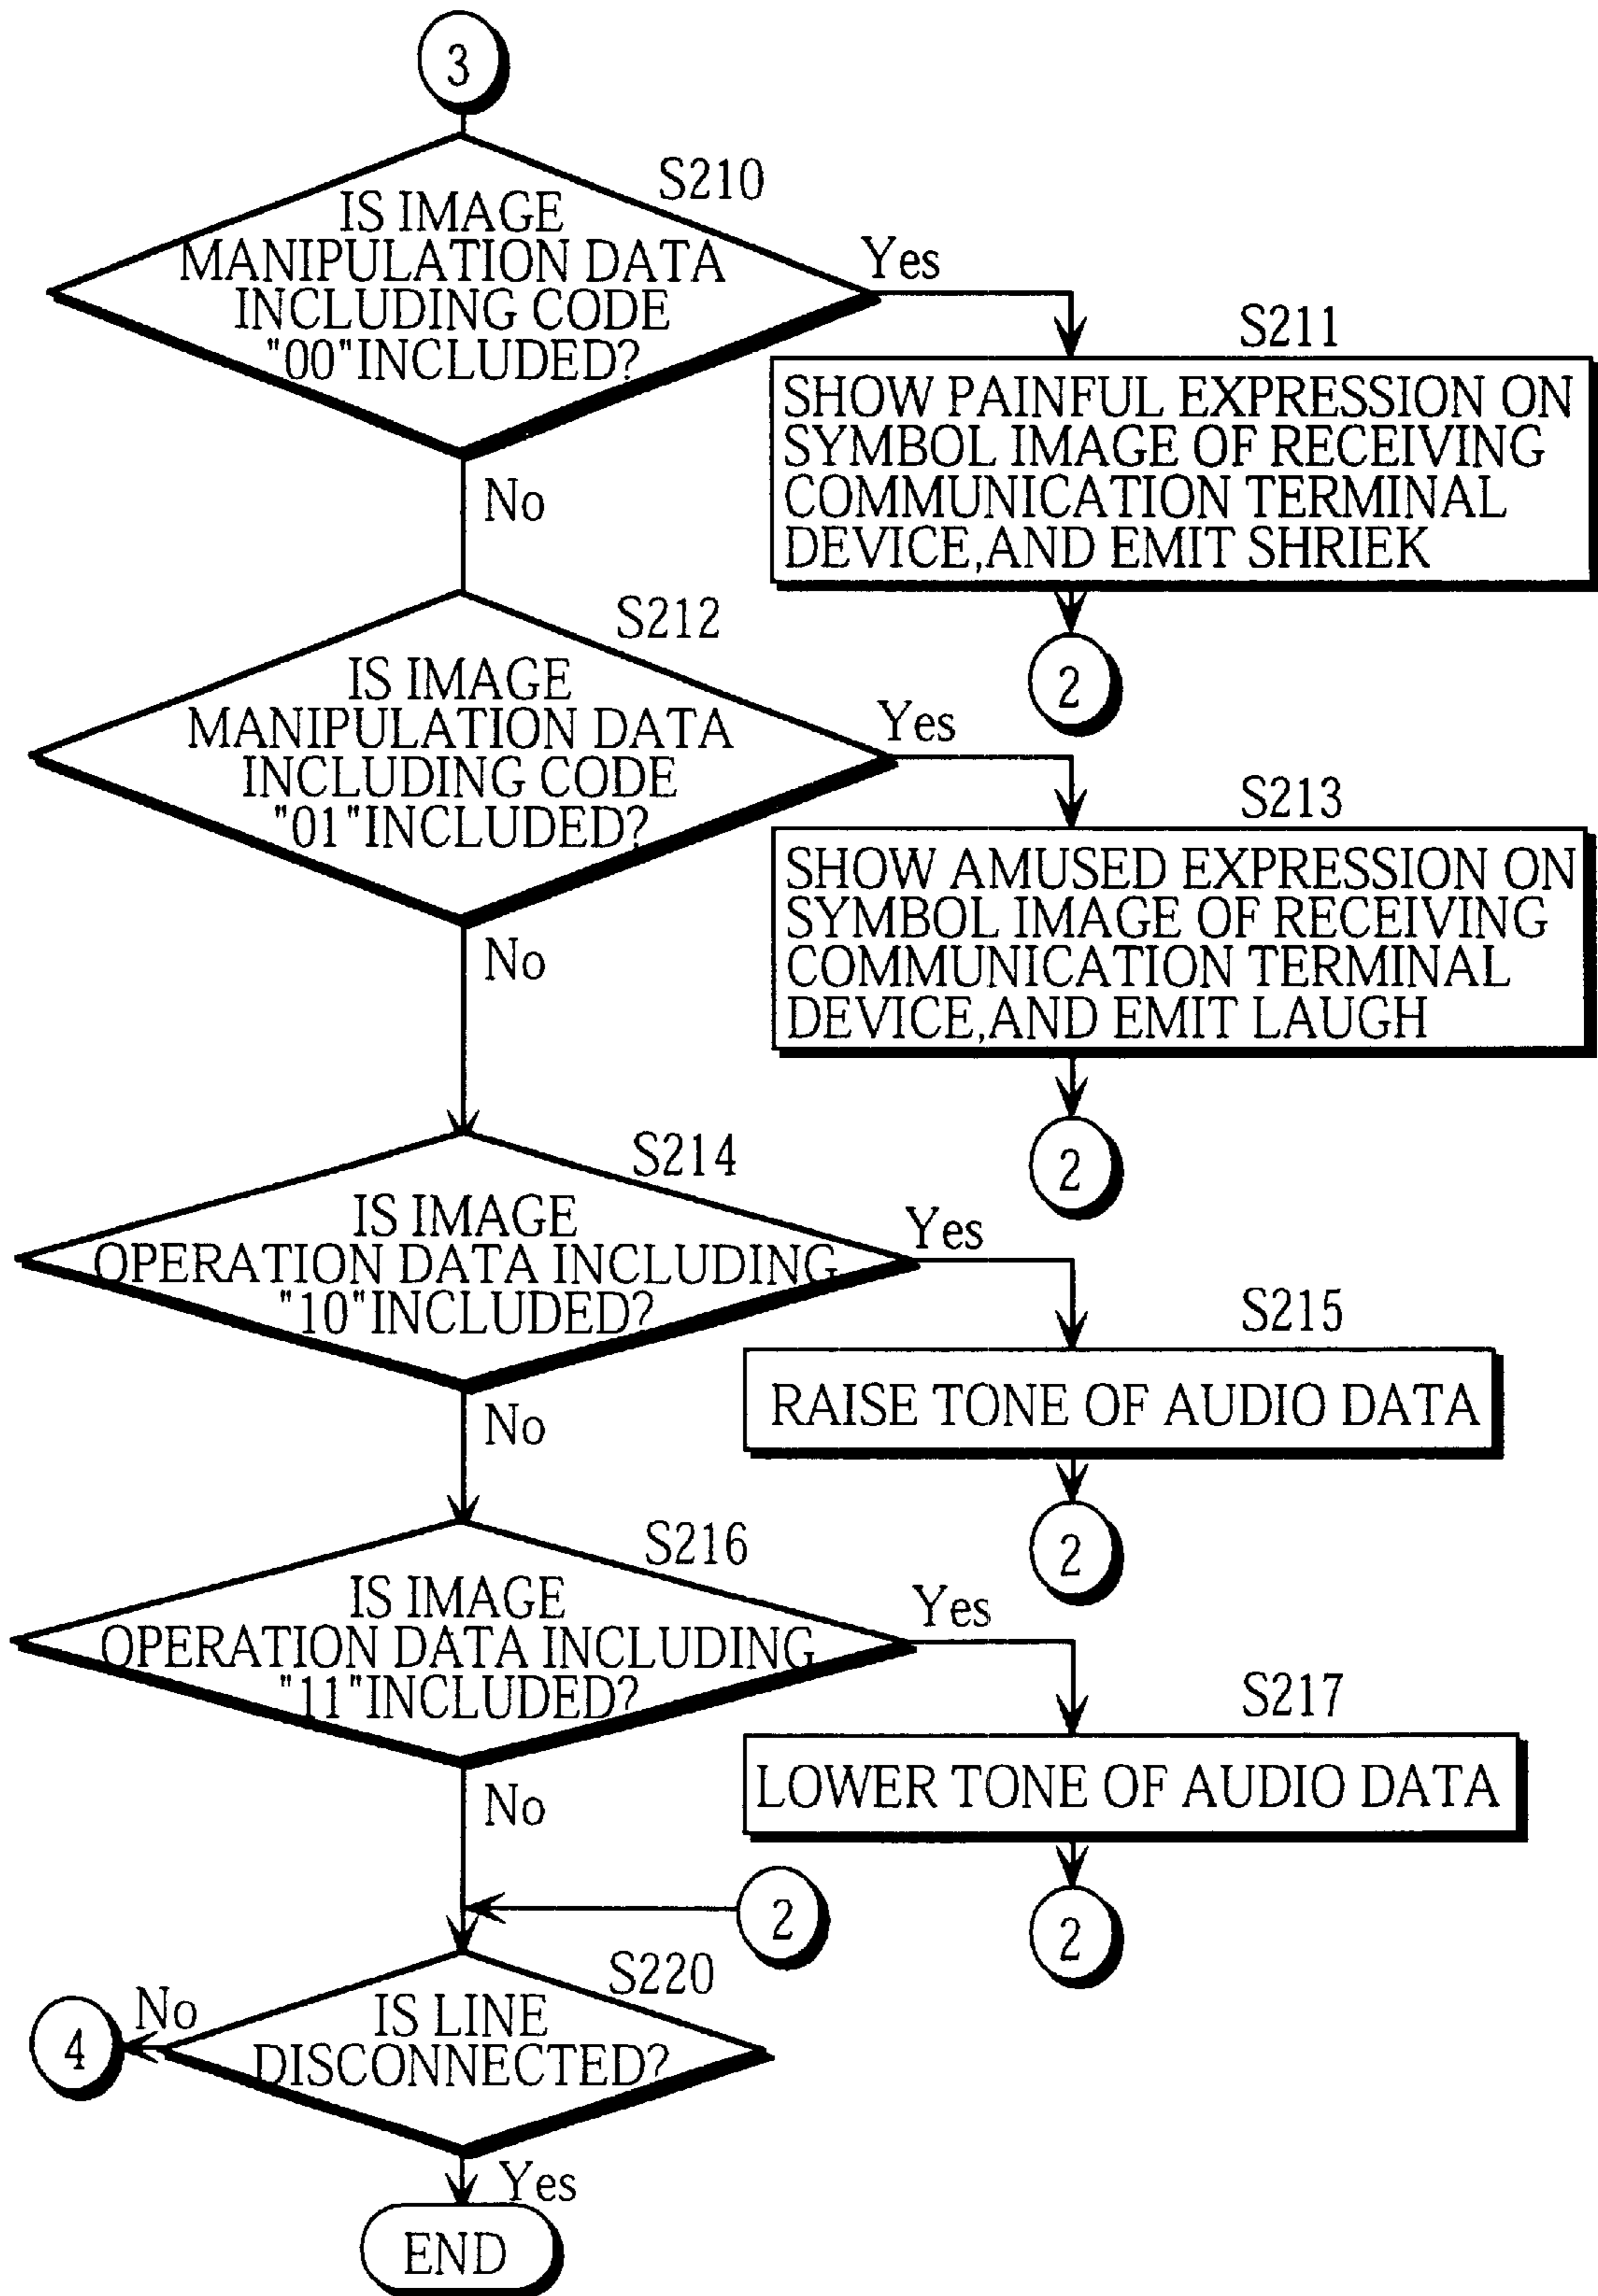 3
S210
IS IMAGE
MANIPULATION DATA
INCLUDING CODE
"00"INCLUDED?
Yes
No
S211
SHOW PAINFUL EXPRESSION ON
SYMBOL IMAGE OF RECEIVING
COMMUNICATION TERMINAL
DEVICE,AND EMIT SHRIEK
2
S212
IS IMAGE
MANIPULATION DATA
INCLUDING CODE
"01"INCLUDED?
Yes
No
S213
SHOW AMUSED EXPRESSION ON
SYMBOL IMAGE OF RECEIVING
COMMUNICATION TERMINAL
DEVICE,AND EMIT LAUGH
2
S214
IS IMAGE
OPERATION DATA INCLUDING
"10"INCLUDED?
Yes
No
S215
RAISE TONE OF AUDIO DATA
2
S216
IS IMAGE
OPERATION DATA INCLUDING
"11"INCLUDED?
Yes
No
S217
LOWER TONE OF AUDIO DATA
2
2
S220
IS LINE
DISCONNECTED?
No
4
Yes
END